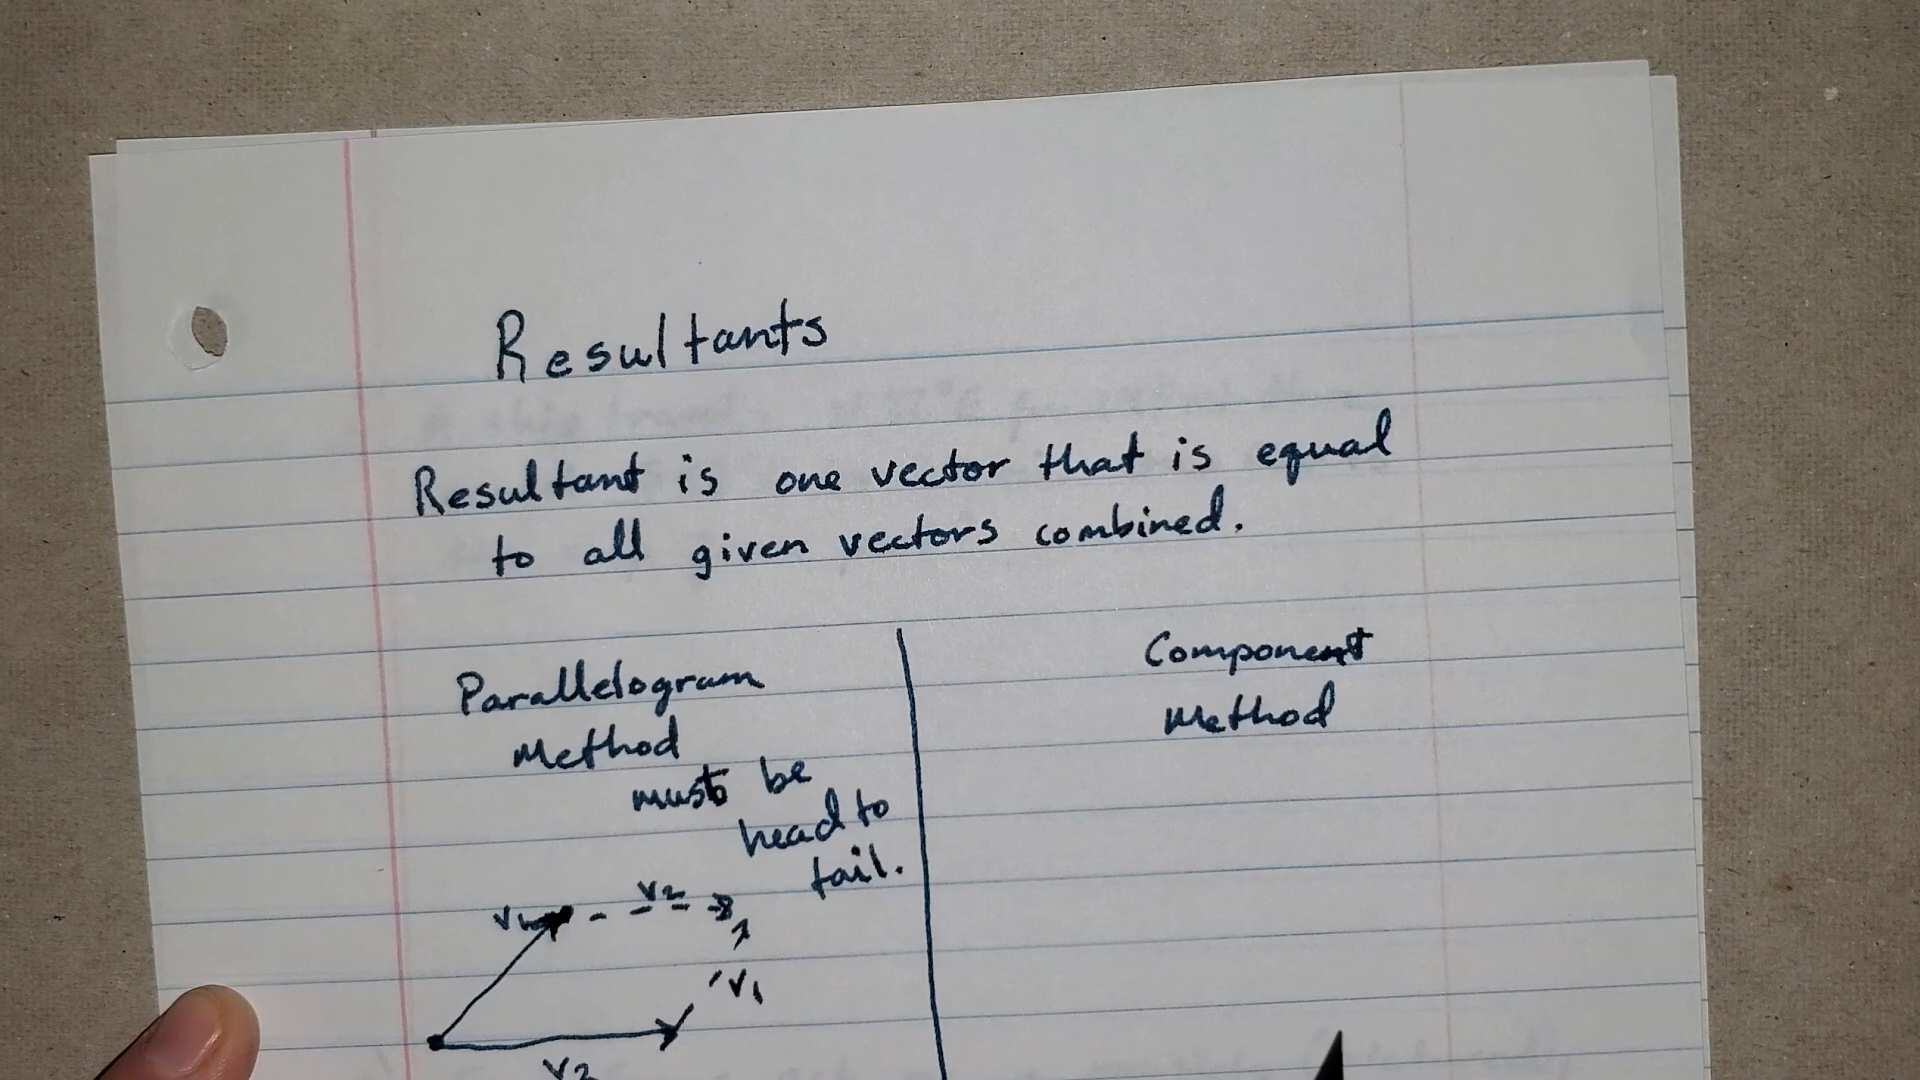 Resultants
Resultant is one vector that is equal
to all given vectors combined.
Parallelogram
Method
must be
head to
tail.
V2
V1
V2
Component
Method